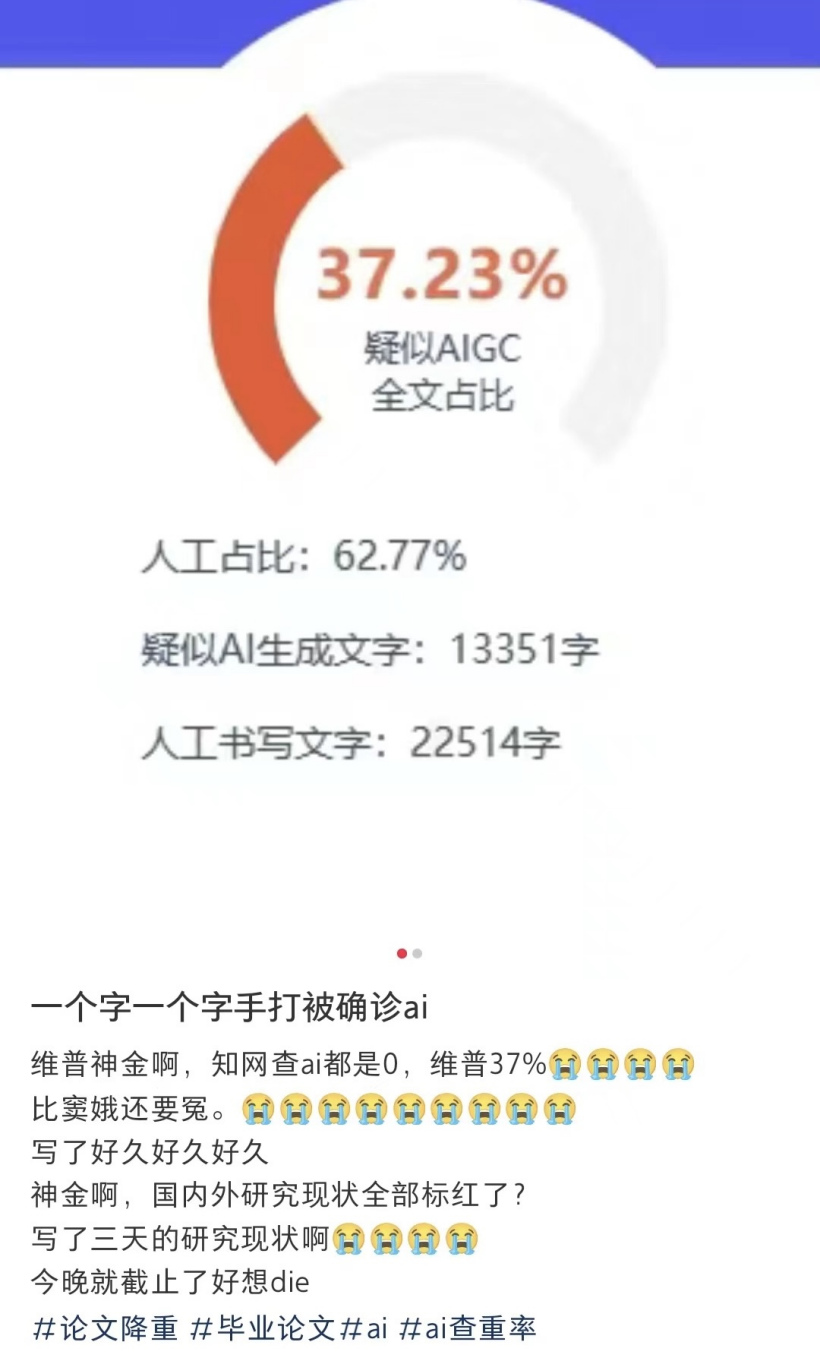 37.23%
疑似AIGC
全文占比
人工占比：62.77%
疑似AI生成文字：13351字
人工书写文字：22514字
一个字一个字手打被确诊ai
维普神金啊，知网查ai都是0，维普37%😭😭😭😭
比窦娥还要冤。😭😭😭😭😭😭😭😭😭
写了好久好久好久
神金啊，国内外研究现状全部标红了？
写了三天的研究现状啊😭😭😭😭
今晚就截止了好想die
#论文降重 #毕业论文#ai #ai查重率